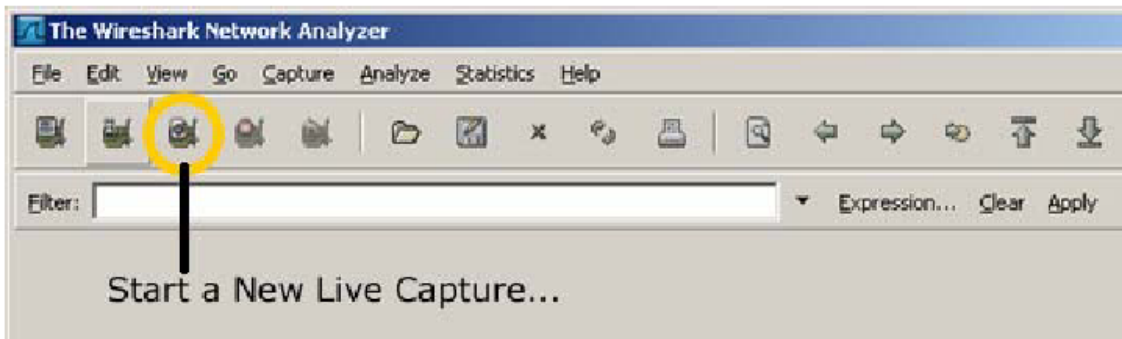 The Wireshark Network Analyzer
File Edit View Go Capture Analyze Statistics Help
Filter: Expression... Clear Apply
Start a New Live Capture...